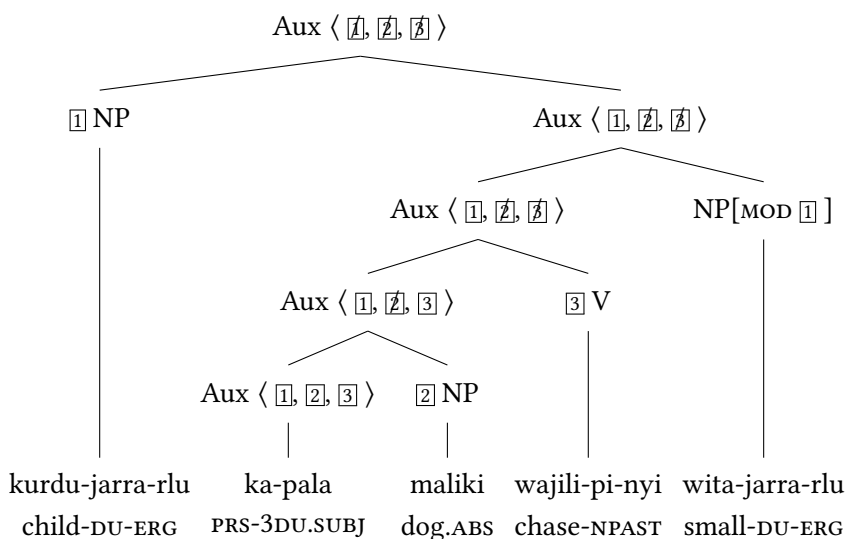 Aux ⟨ 1̸, 2̸, 3̸ ⟩
1 NP Aux ⟨ 1, 2̸, 3̸ ⟩
Aux ⟨ 1, 2̸, 3̸ ⟩ NP[MOD 1 ]
Aux ⟨ 1, 2̸, 3 ⟩ 3 V
Aux ⟨ 1, 2, 3 ⟩ 2 NP
kurdu-jarra-rlu ka-pala maliki wajili-pi-nyi wita-jarra-rlu
child-DU-ERG PRS-3DU.SUBJ dog.ABS chase-NPAST small-DU-ERG